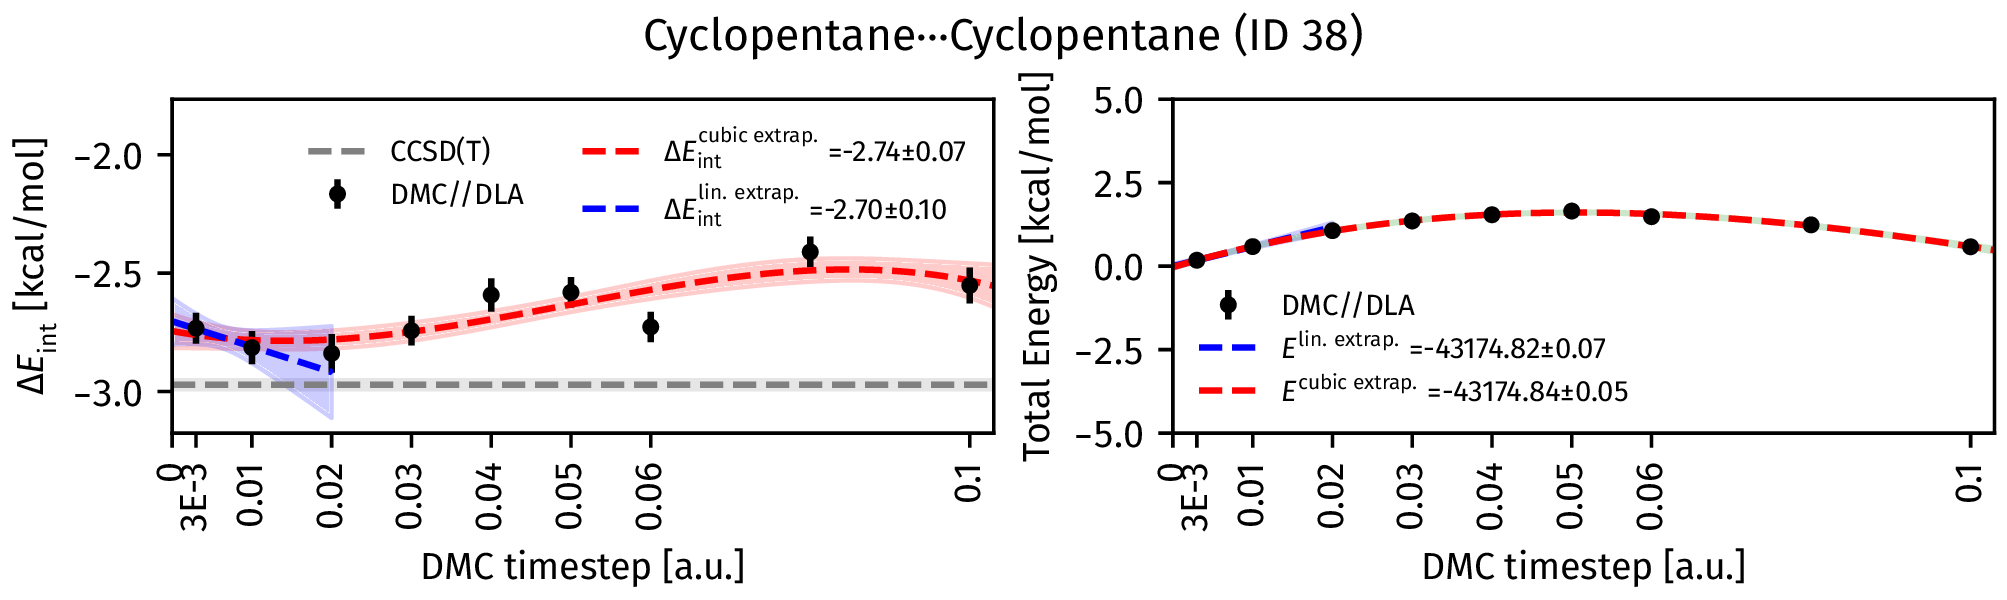 Cyclopentane···Cyclopentane (ID 38)
ΔE_int [kcal/mol]
−2.0
−2.5
−3.0
CCSD(T)
DMC//DLA
ΔE_int^cubic extrap. =-2.74±0.07
ΔE_int^lin. extrap. =-2.70±0.10
0
3E-3
0.01
0.02
0.03
0.04
0.05
0.06
0.1
DMC timestep [a.u.]
Total Energy [kcal/mol]
5.0
2.5
0.0
−2.5
−5.0
DMC//DLA
E^lin. extrap. =-43174.82±0.07
E^cubic extrap. =-43174.84±0.05
0
3E-3
0.01
0.02
0.03
0.04
0.05
0.06
0.1
DMC timestep [a.u.]